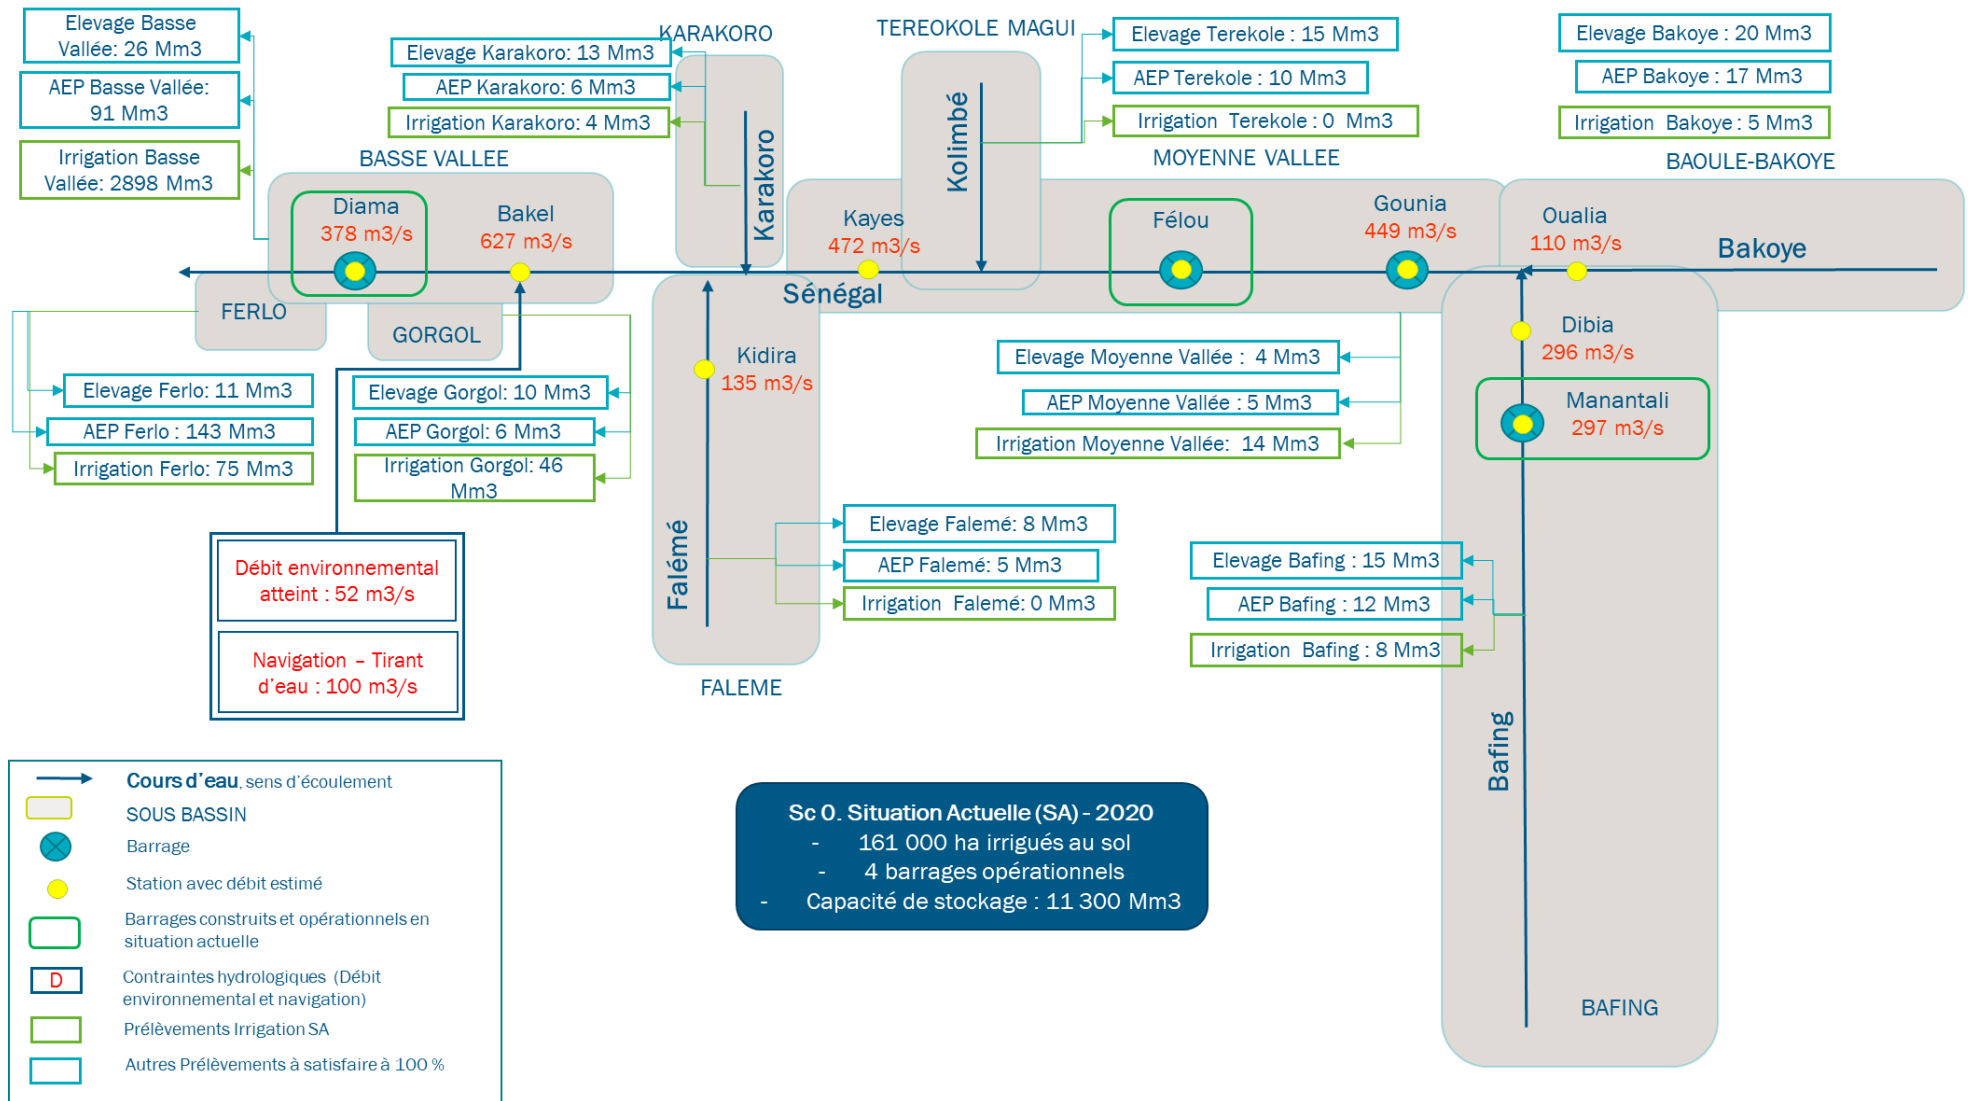 Elevage Basse
Vallée: 26 Mm3
AEP Basse Vallée:
91 Mm3
Irrigation Basse
Vallée: 2898 Mm3
KARAKORO
Elevage Karakoro: 13 Mm3
AEP Karakoro: 6 Mm3
Irrigation Karakoro: 4 Mm3
TEREOKOLE MAGUI
Elevage Terekole : 15 Mm3
AEP Terekole : 10 Mm3
Irrigation Terekole : 0 Mm3
Elevage Bakoye : 20 Mm3
AEP Bakoye : 17 Mm3
Irrigation Bakoye : 5 Mm3
BASSE VALLEE
MOYENNE VALLEE
BAOULE-BAKOYE
Diama
378 m3/s
Bakel
627 m3/s
Karakoro
Kayes
472 m3/s
Kolimbé
Félou
Gounia
449 m3/s
Oualia
110 m3/s
Bakoye
Sénégal
FERLO
GORGOL
Kidira
135 m3/s
Dibia
296 m3/s
Manantali
297 m3/s
Elevage Ferlo: 11 Mm3
AEP Ferlo : 143 Mm3
Irrigation Ferlo: 75 Mm3
Elevage Gorgol: 10 Mm3
AEP Gorgol: 6 Mm3
Irrigation Gorgol: 46
Mm3
Elevage Moyenne Vallée : 4 Mm3
AEP Moyenne Vallée : 5 Mm3
Irrigation Moyenne Vallée: 14 Mm3
Débit environnemental
atteint : 52 m3/s
Navigation – Tirant
d'eau : 100 m3/s
Falémé
Elevage Falemé: 8 Mm3
AEP Falemé: 5 Mm3
Irrigation Falemé: 0 Mm3
FALEME
Elevage Bafing : 15 Mm3
AEP Bafing : 12 Mm3
Irrigation Bafing : 8 Mm3
Bafing
BAFING
Cours d'eau, sens d'écoulement
SOUS BASSIN
Barrage
Station avec débit estimé
Barrages construits et opérationnels en
situation actuelle
D
Contraintes hydrologiques (Débit
environnemental et navigation)
Prélèvements Irrigation SA
Autres Prélèvements à satisfaire à 100 %
Sc 0. Situation Actuelle (SA) - 2020
- 161 000 ha irrigués au sol
- 4 barrages opérationnels
- Capacité de stockage : 11 300 Mm3